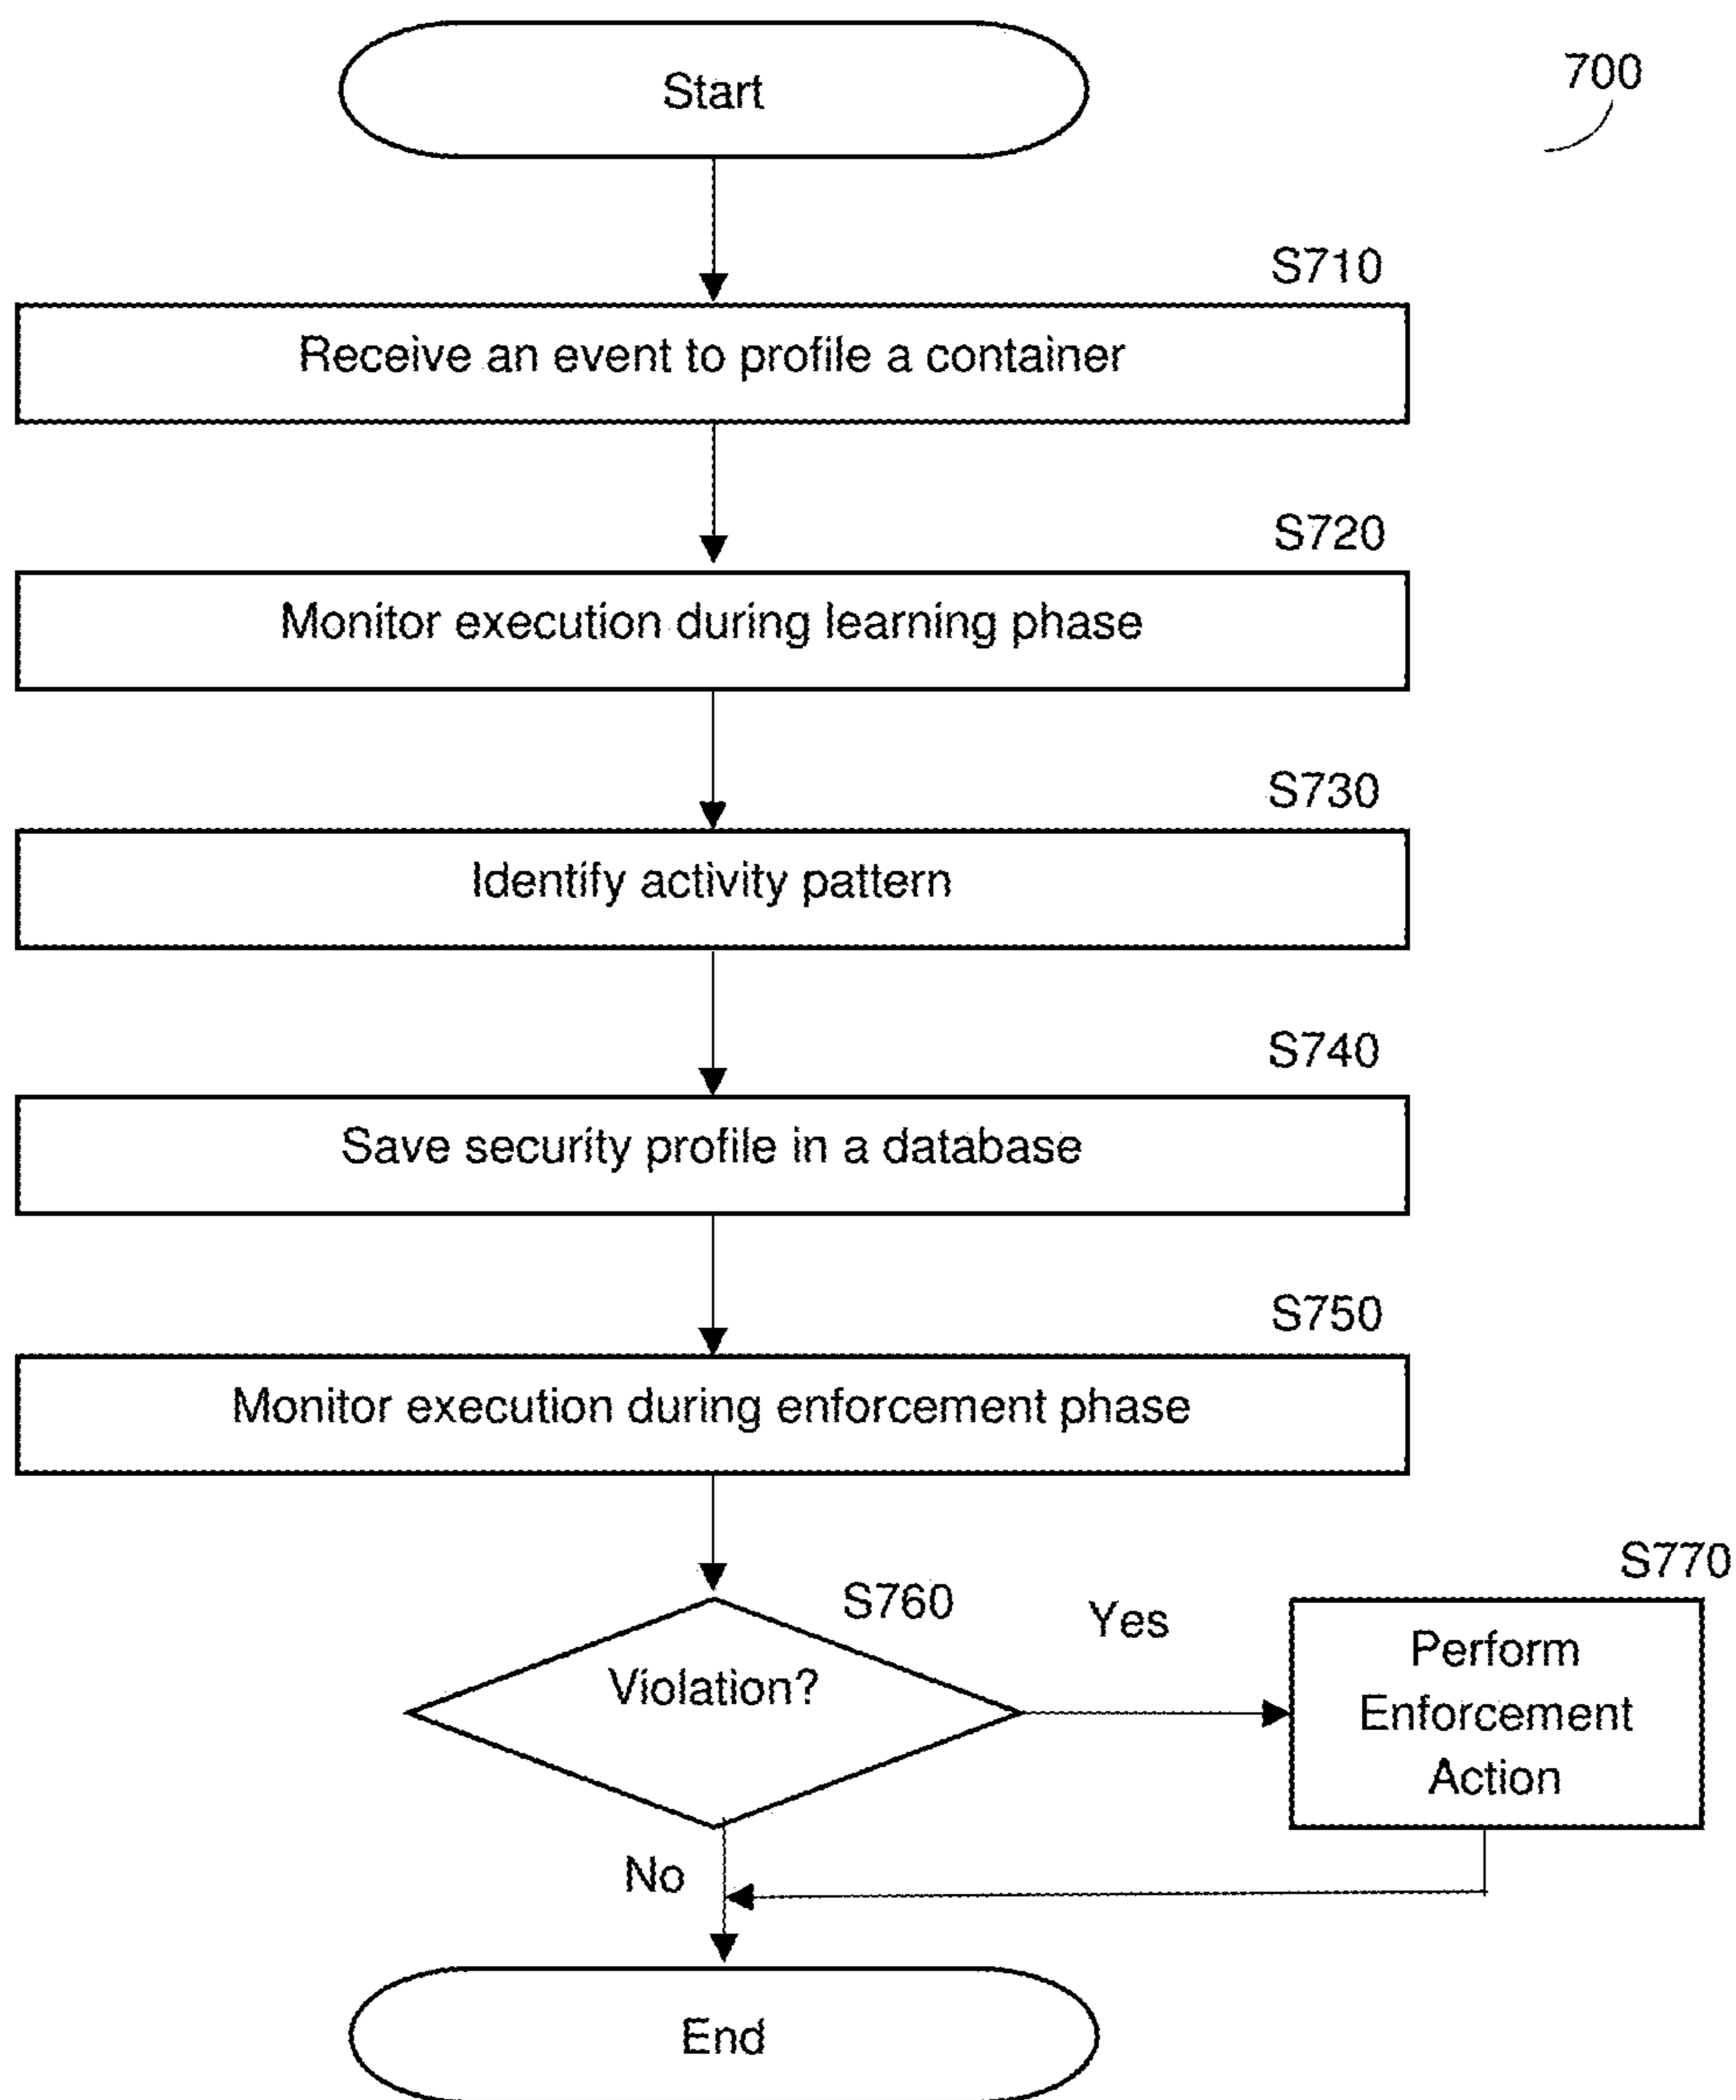 Start
700
S710
Receive an event to profile a container
S720
Monitor execution during learning phase
S730
Identify activity pattern
S740
Save security profile in a database
S750
Monitor execution during enforcement phase
S760
Violation?
Yes
S770
Perform
Enforcement
Action
No
End